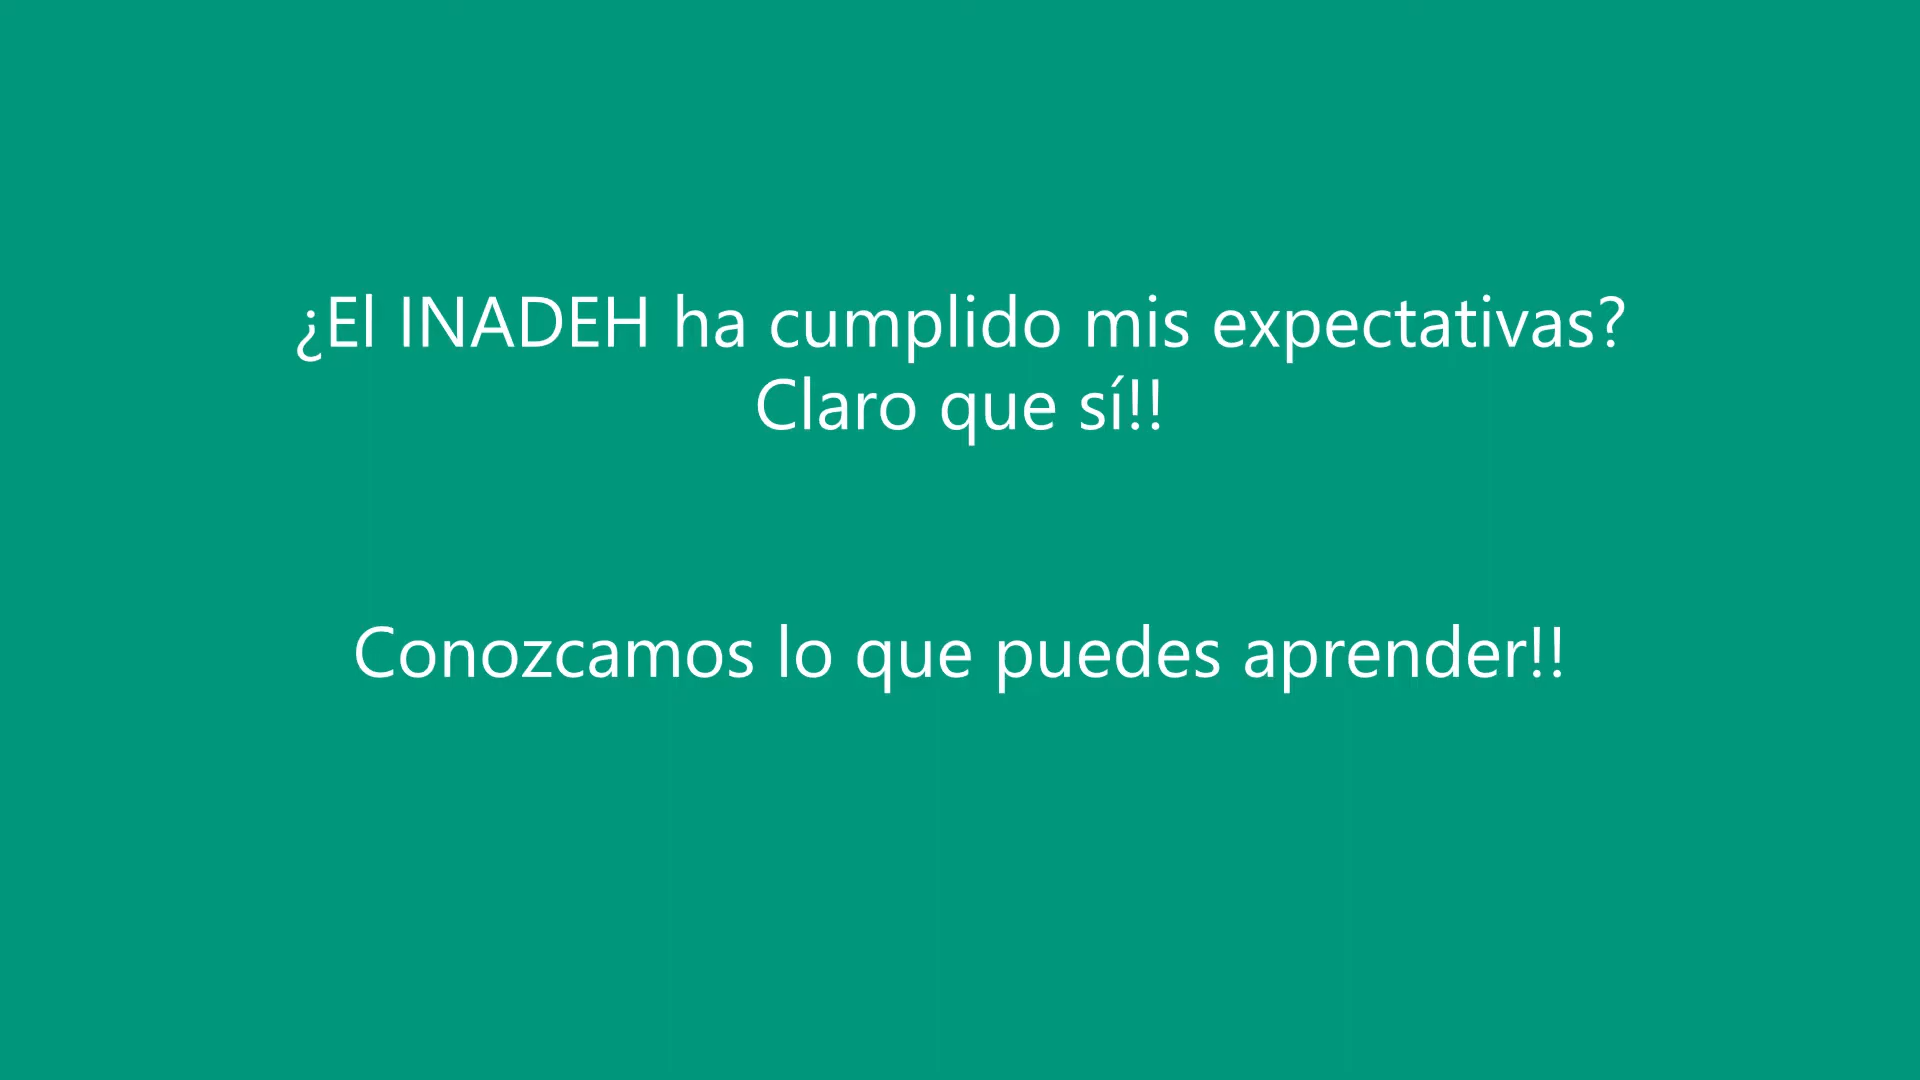 ¿El INADEH ha cumplido mis expectativas?
Claro que sí!!
Conozcamos lo que puedes aprender!!